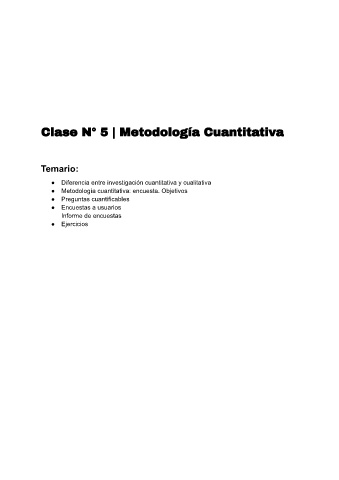 Clase N° 5 | Metodología Cuantitativa
Temario:
● Diferencia entre investigación cuantitativa y cualitativa
● Metodología cuantitativa: encuesta. Objetivos
● Preguntas cuantificables
● Encuestas a usuarios
Informe de encuestas
● Ejercicios